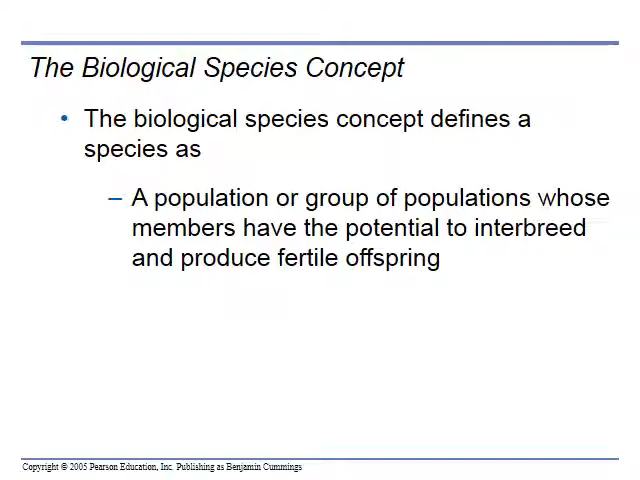 The Biological Species Concept
• The biological species concept defines a
species as
– A population or group of populations whose
members have the potential to interbreed
and produce fertile offspring
Copyright © 2005 Pearson Education, Inc. Publishing as Benjamin Cummings